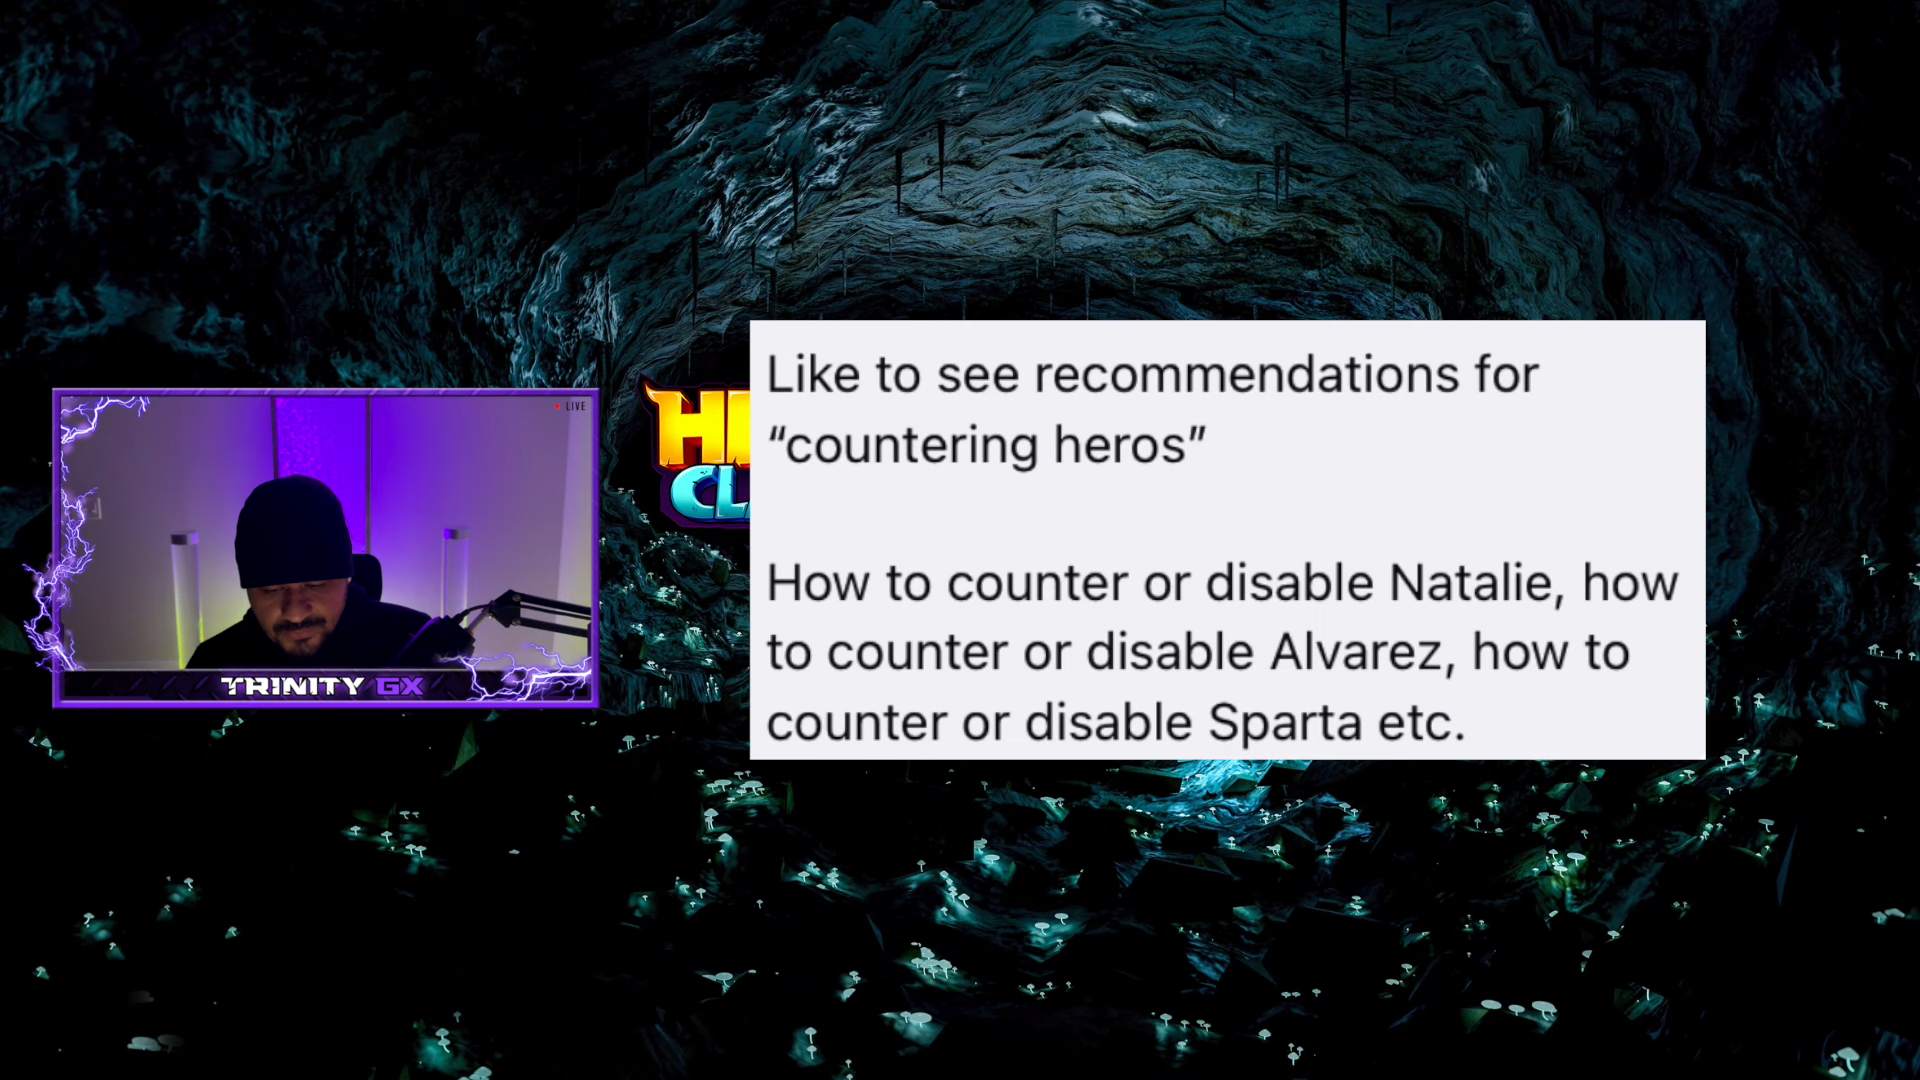 LIVE
TRINITY GX
Like to see recommendations for
“countering heros”
How to counter or disable Natalie, how
to counter or disable Alvarez, how to
counter or disable Sparta etc.